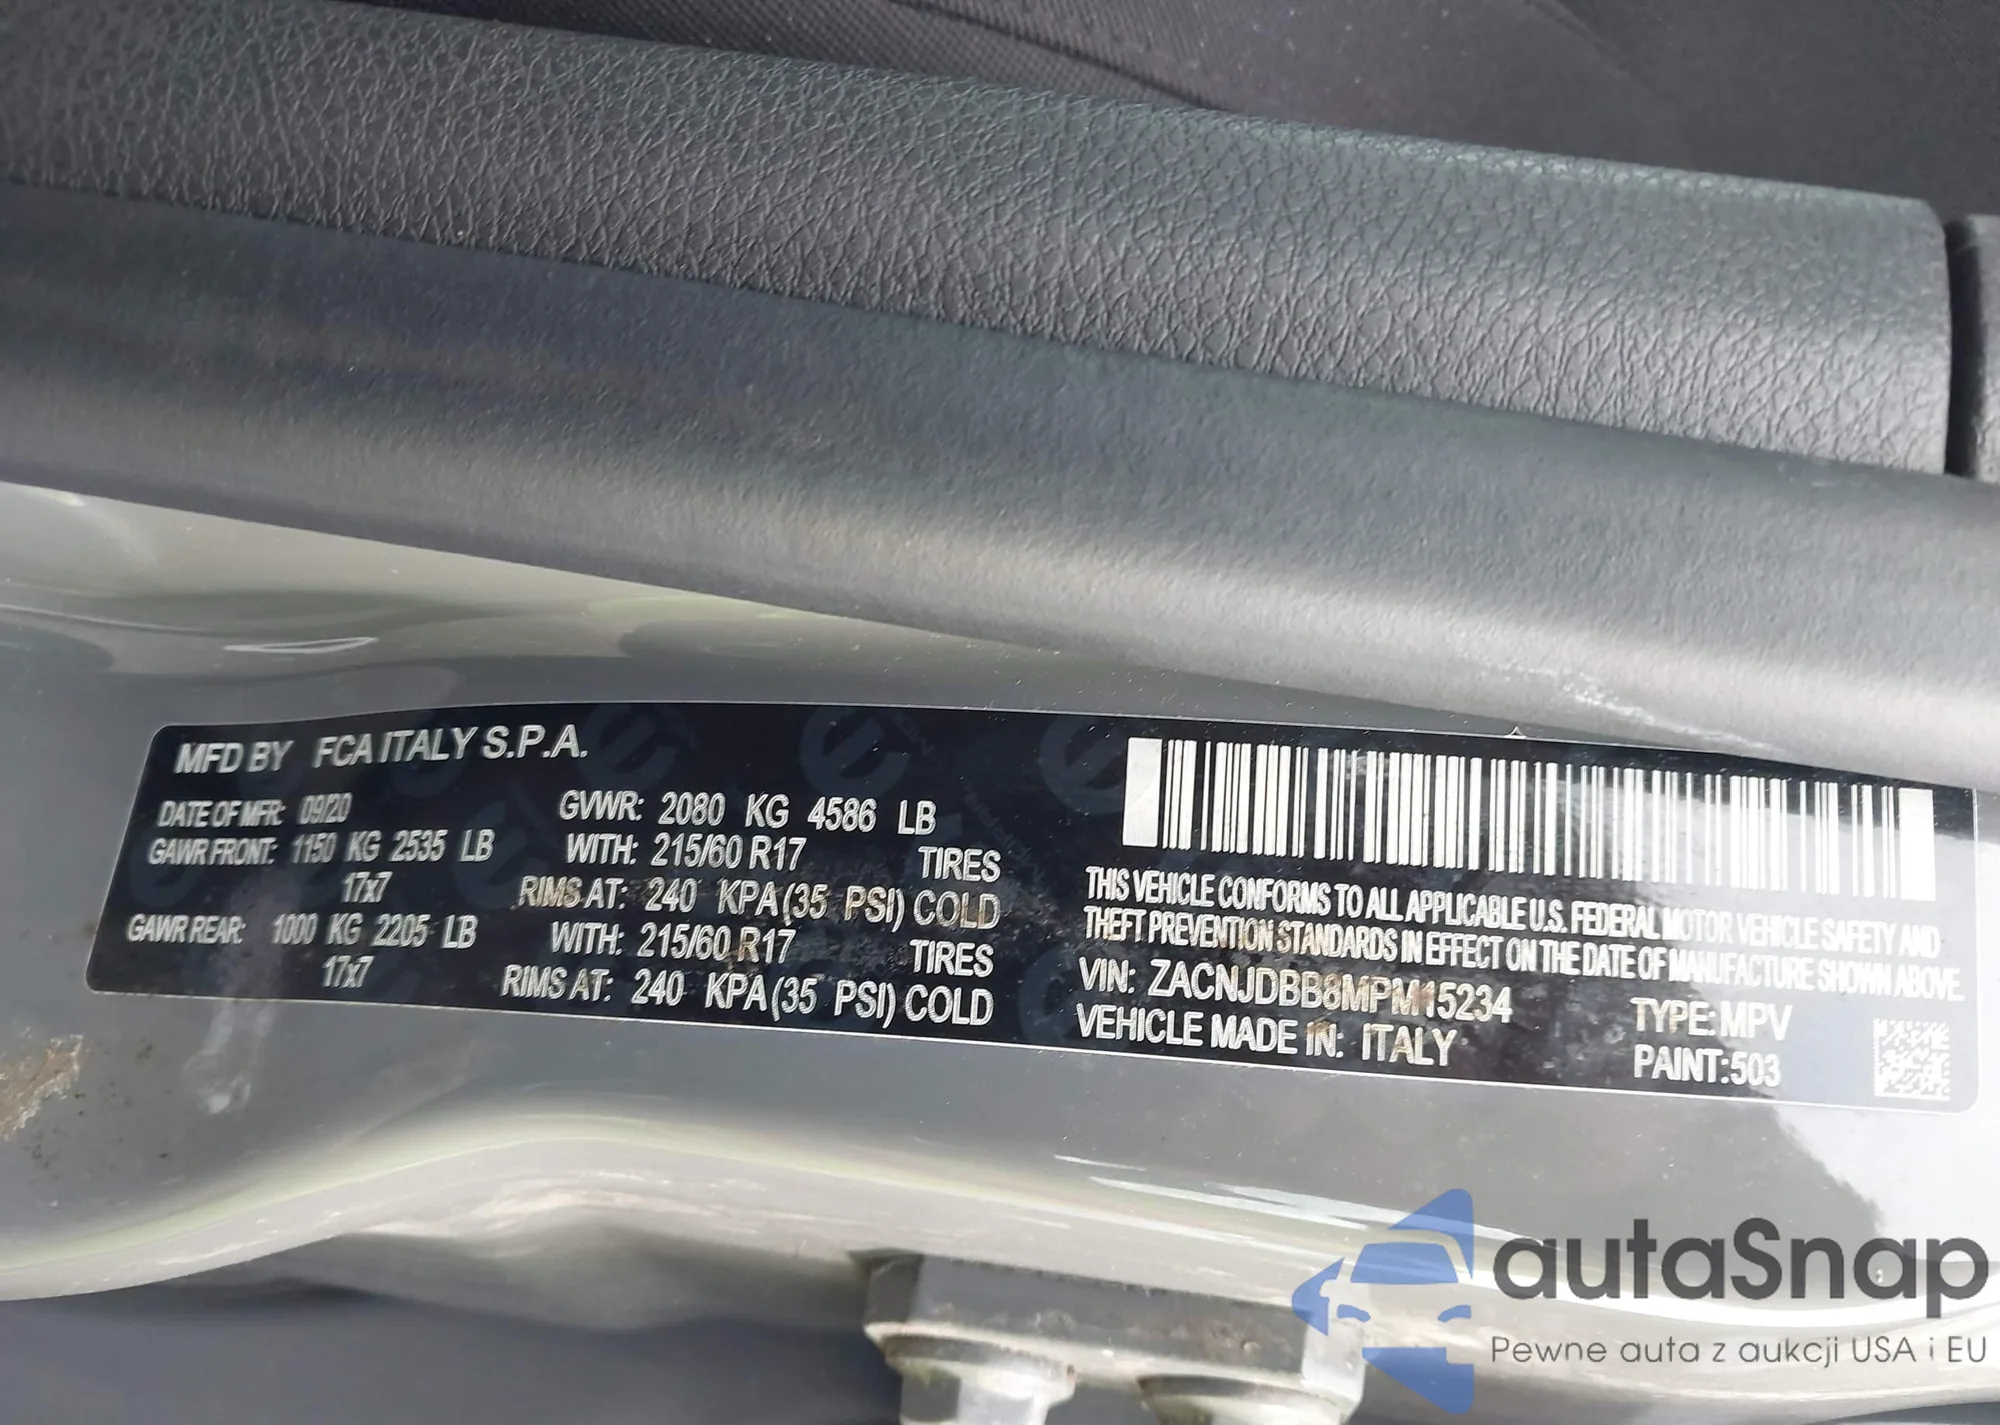 MFD BY FCA ITALY S.P.A.
DATE OF MFR: 09/20 GVWR: 2080 KG 4586 LB
GAWR FRONT: 1150 KG 2535 LB WITH: 215/60 R17 TIRES
17x7 RIMS AT: 240 KPA (35 PSI) COLD
GAWR REAR: 1000 KG 2205 LB WITH: 215/60 R17 TIRES
17x7 RIMS AT: 240 KPA (35 PSI) COLD
THIS VEHICLE CONFORMS TO ALL APPLICABLE U.S. FEDERAL MOTOR VEHICLE SAFETY AND
THEFT PREVENTION STANDARDS IN EFFECT ON THE DATE OF MANUFACTURE SHOWN ABOVE.
VIN: ZACNJDBB8MPM15234 TYPE: MPV
VEHICLE MADE IN: ITALY PAINT:503
autaSnap
Pewne auta z aukcji USA i EU